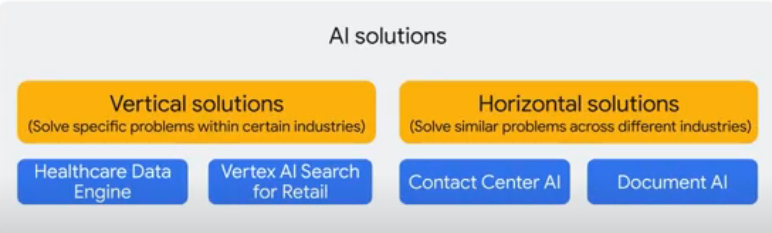 AI solutions
Vertical solutions
(Solve specific problems within certain industries)
Horizontal solutions
(Solve similar problems across different industries)
Healthcare Data
Engine
Vertex AI Search
for Retail
Contact Center AI
Document AI